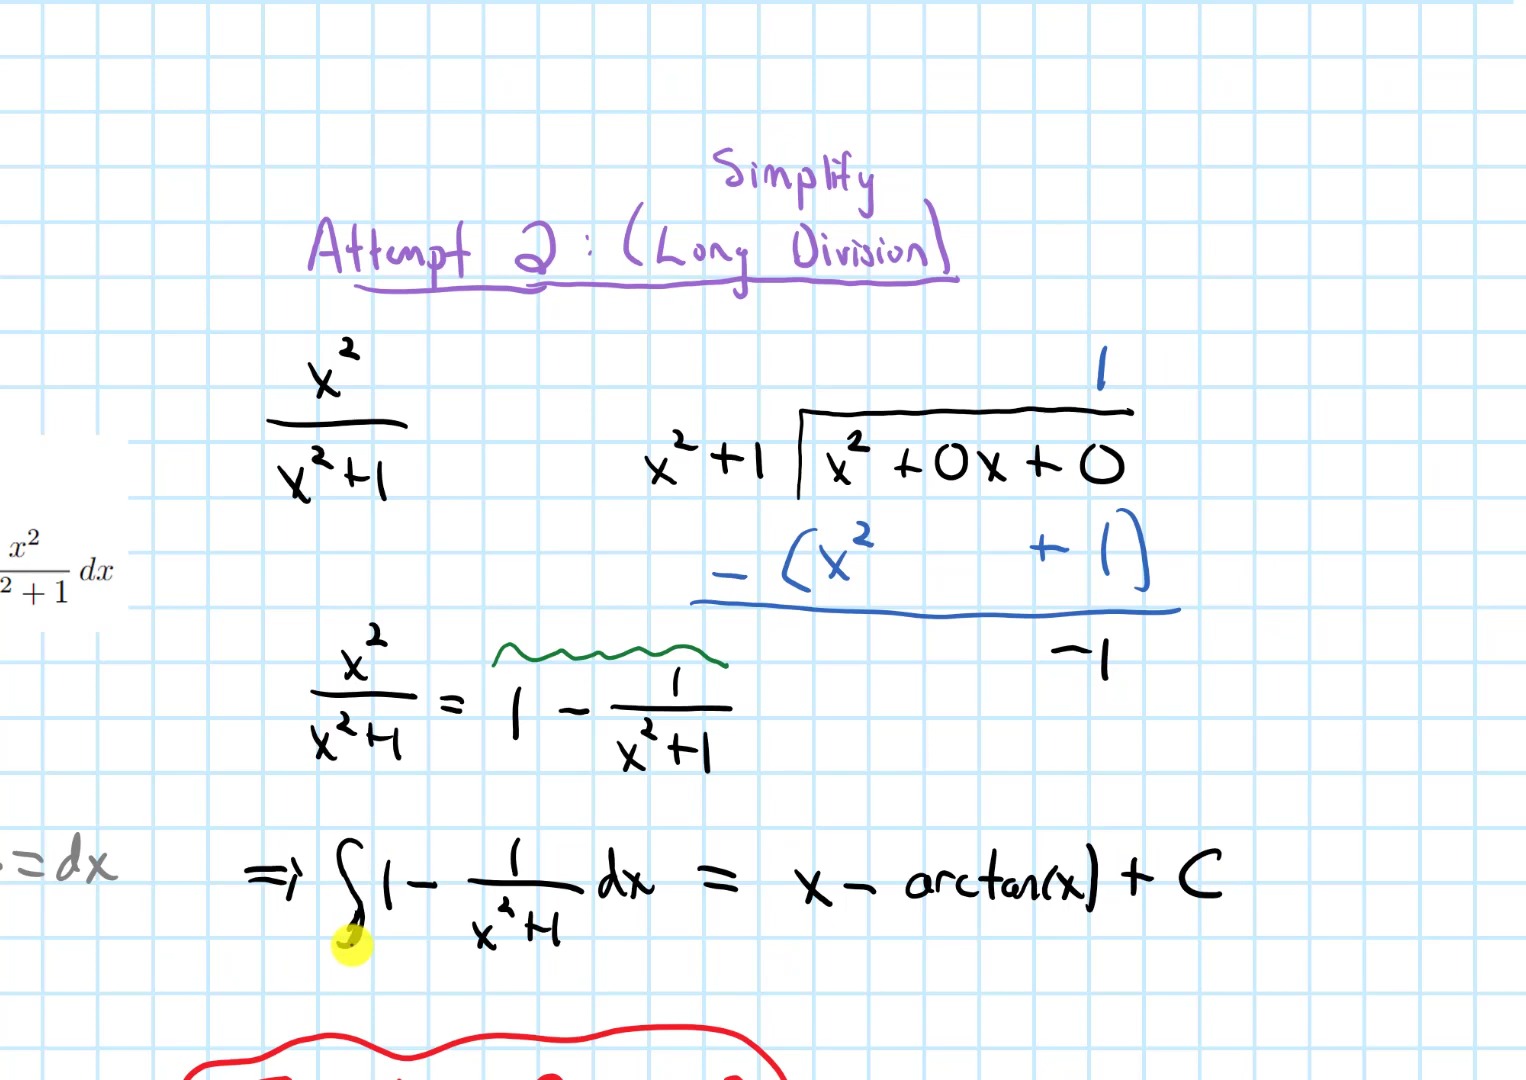 Simplify
Attempt 2: (Long Division)
x²
x²+1
1
x²+1 x²+0x+0
x²
2+1 dx
-(x² + 1)
-1
x²/x²+1 = 1 - 1/x²+1
=dx
=> ∫1 - 1/x²+1 dx = x - arctan(x) + C